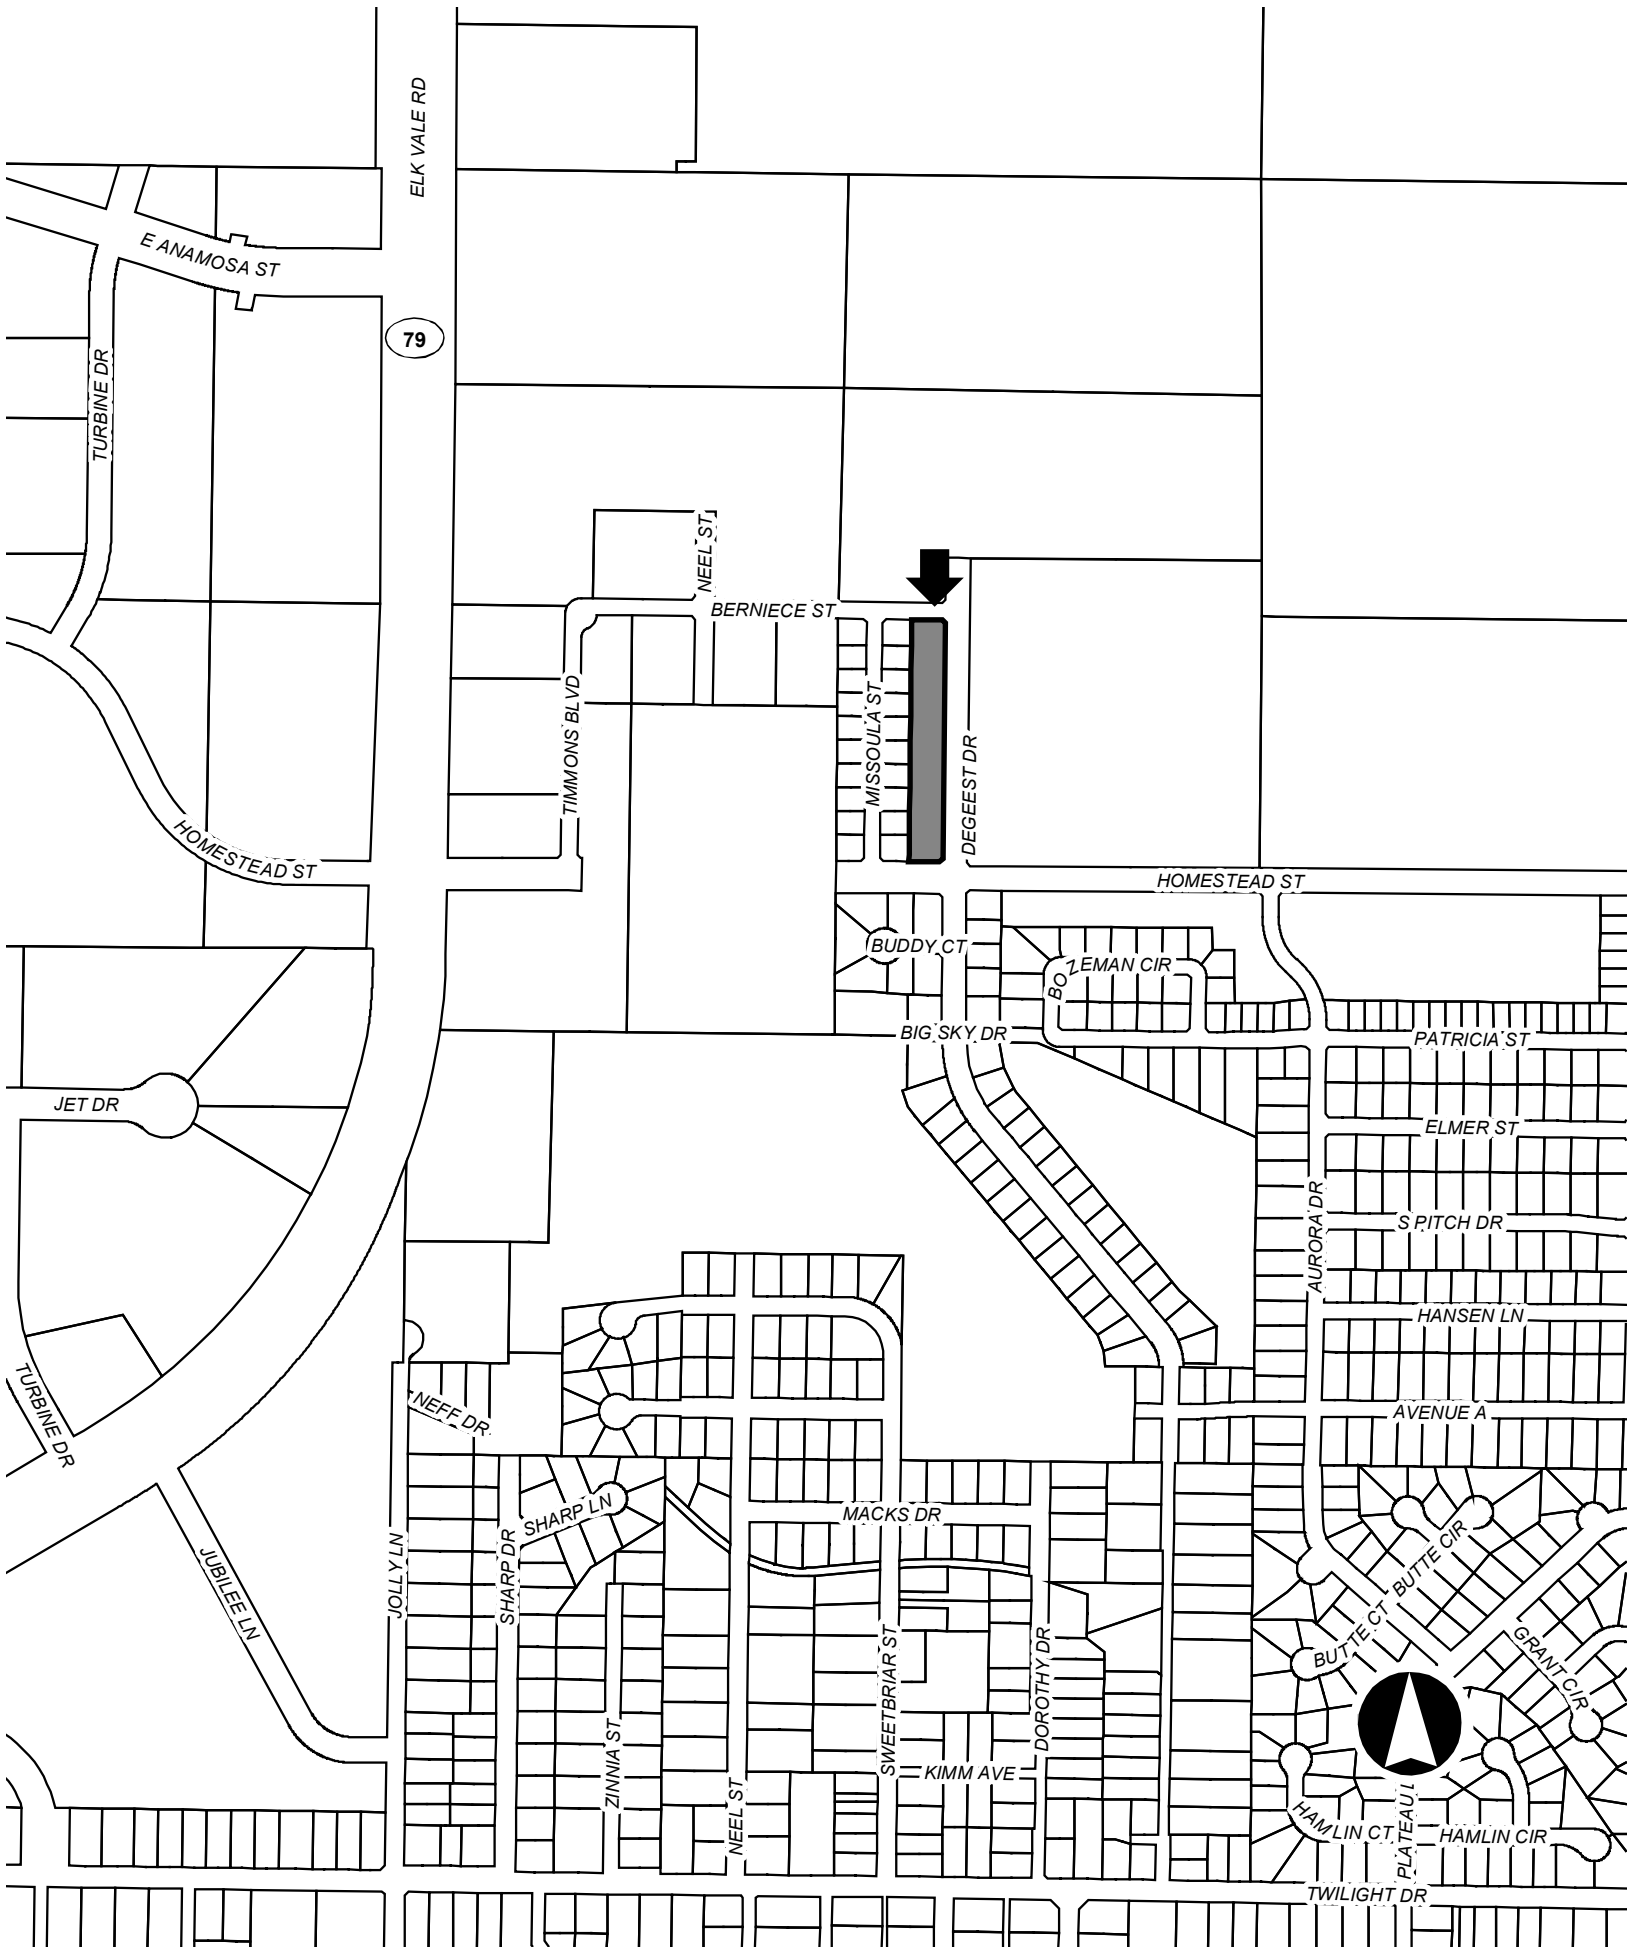 ELK VALE RD
E ANAMOSA ST
79
TURBINE DR
NEEL ST
BERNIECE ST
TIMMONS BLVD
MISSOULA ST
DEGEEST DR
HOMESTEAD ST
HOMESTEAD ST
BUDDY CT
BOZEMAN CIR
BIG SKY DR
PATRICIA ST
JET DR
ELMER ST
AURORA DR
S PITCH DR
HANSEN LN
TURBINE DR
NEFF DR
AVENUE A
SHARP LN
MACKS DR
JOLLY LN
SHARP DR
JUBILEE LN
BUTTE CIR
BUTTE CT
GRANT CIR
SWEETBRIAR ST
DOROTHY DR
ZINNIA ST
KIMM AVE
NEEL ST
HAMLIN CT
PLATEAU L
HAMLIN CIR
TWILIGHT DR